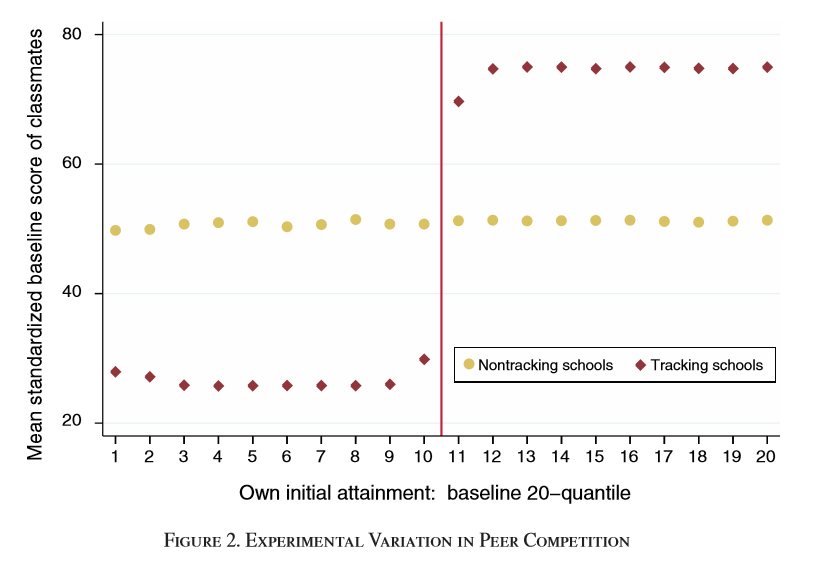 Mean standardized baseline score of classmates
80
60
40
20
Nontracking schools
Tracking schools
1 2 3 4 5 6 7 8 9 10 11 12 13 14 15 16 17 18 19 20
Own initial attainment: baseline 20–quantile
FIGURE 2. EXPERIMENTAL VARIATION IN PEER COMPETITION